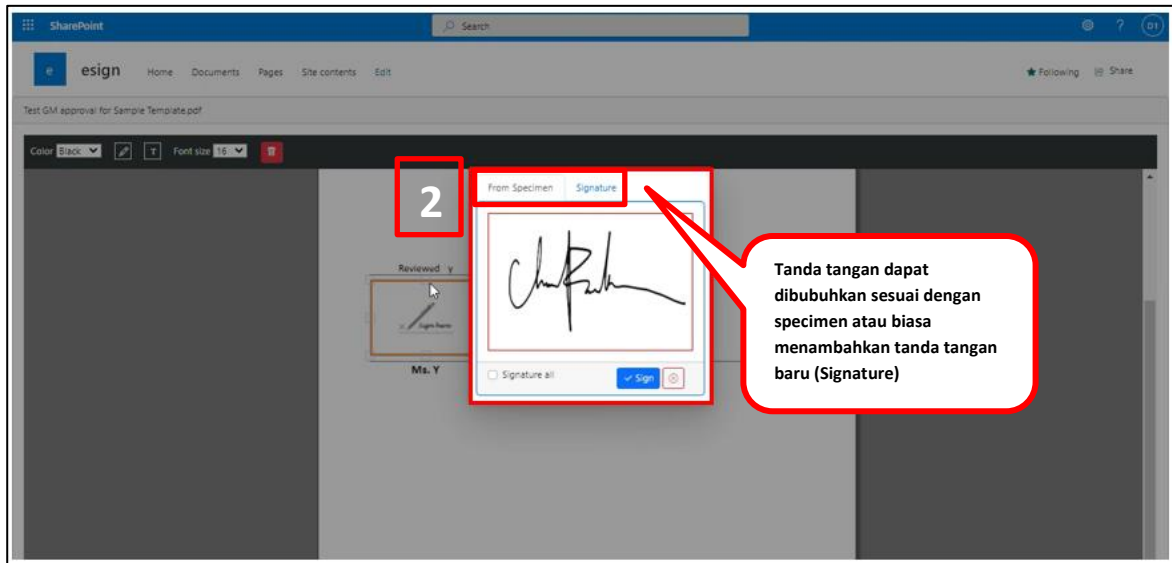 SharePoint
Search
? D1
e esign Home Documents Pages Site contents Edit
Following Share
Test GM approval for Sample Template.pdf
Color Black T Font size 16
2
From Specimen Signature
Reviewed y
Sign here
Ms. Y
Signature all Sign
Tanda tangan dapat
dibubuhkan sesuai dengan
specimen atau biasa
menambahkan tanda tangan
baru (Signature)